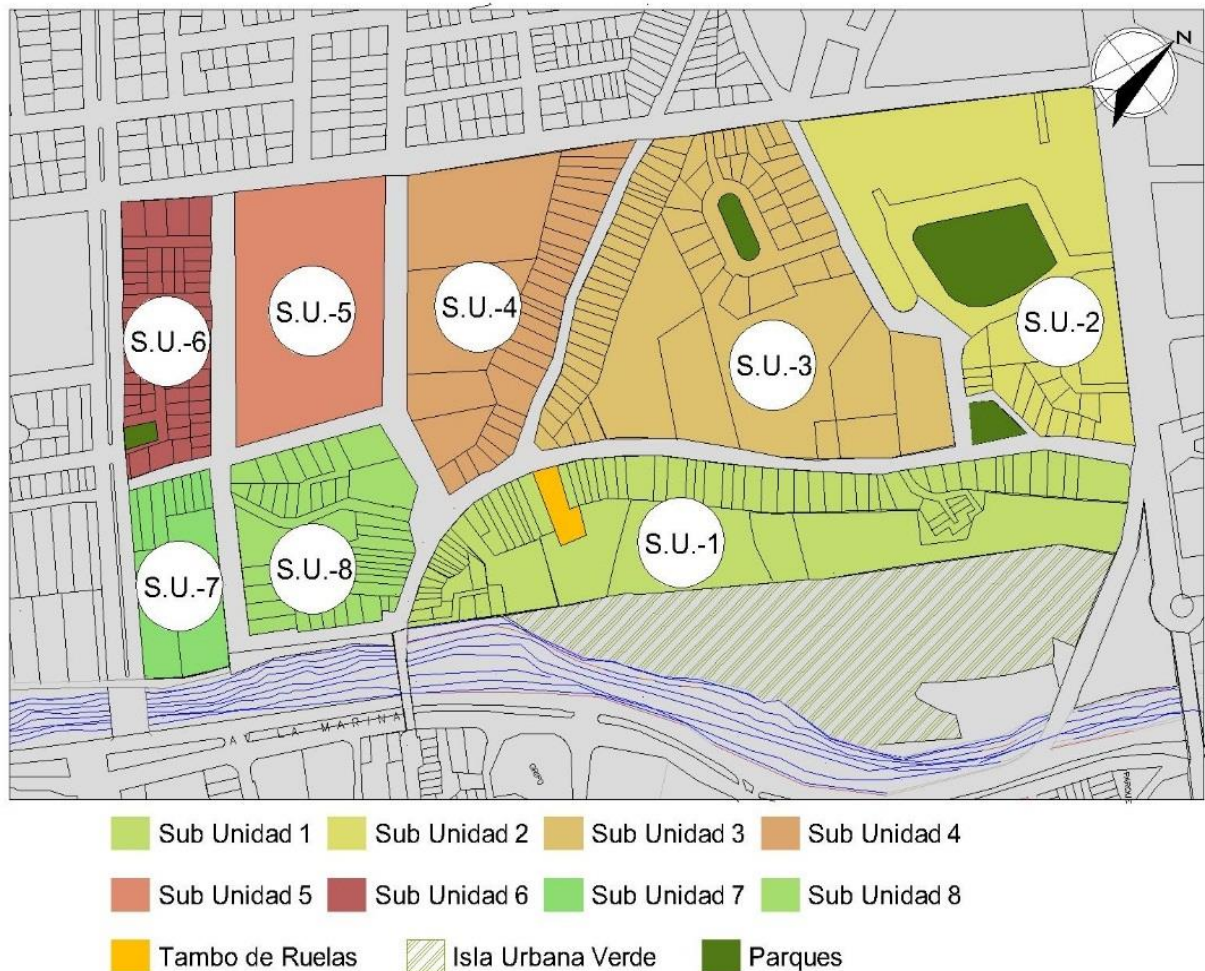 N
S.U.-6
S.U.-5
S.U.-4
S.U.-3
S.U.-2
S.U.-1
S.U.-7
S.U.-8
AV LA MARINA
GRIFO
PARQUE
Sub Unidad 1 Sub Unidad 2 Sub Unidad 3 Sub Unidad 4
Sub Unidad 5 Sub Unidad 6 Sub Unidad 7 Sub Unidad 8
Tambo de Ruelas Isla Urbana Verde Parques